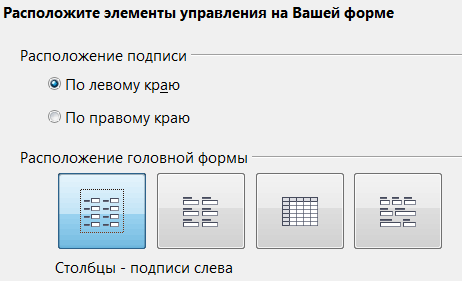 Расположите элементы управления на Вашей форме
Расположение подписи
По левому краю
По правому краю
Расположение головной формы
Столбцы - подписи слева